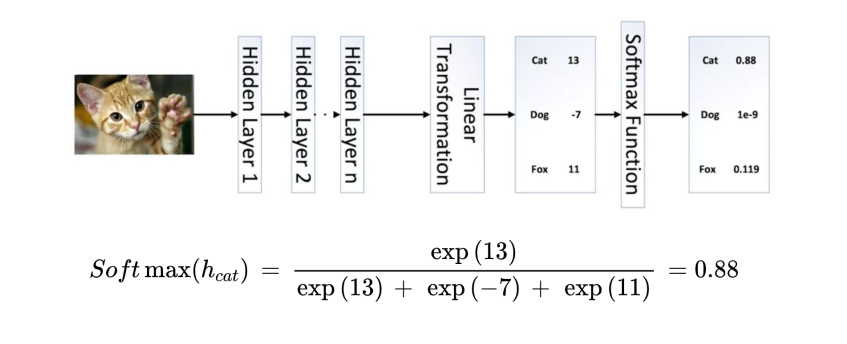 Hidden Layer 1
Hidden Layer 2
. .
Hidden Layer n
Linear
Transformation
Cat 13
Dog -7
Fox 11
Softmax Function
Cat 0.88
Dog 1e-9
Fox 0.119
Softmax(h_{cat}) = \frac{exp (13)}{exp (13) + exp (−7) + exp (11)} = 0.88